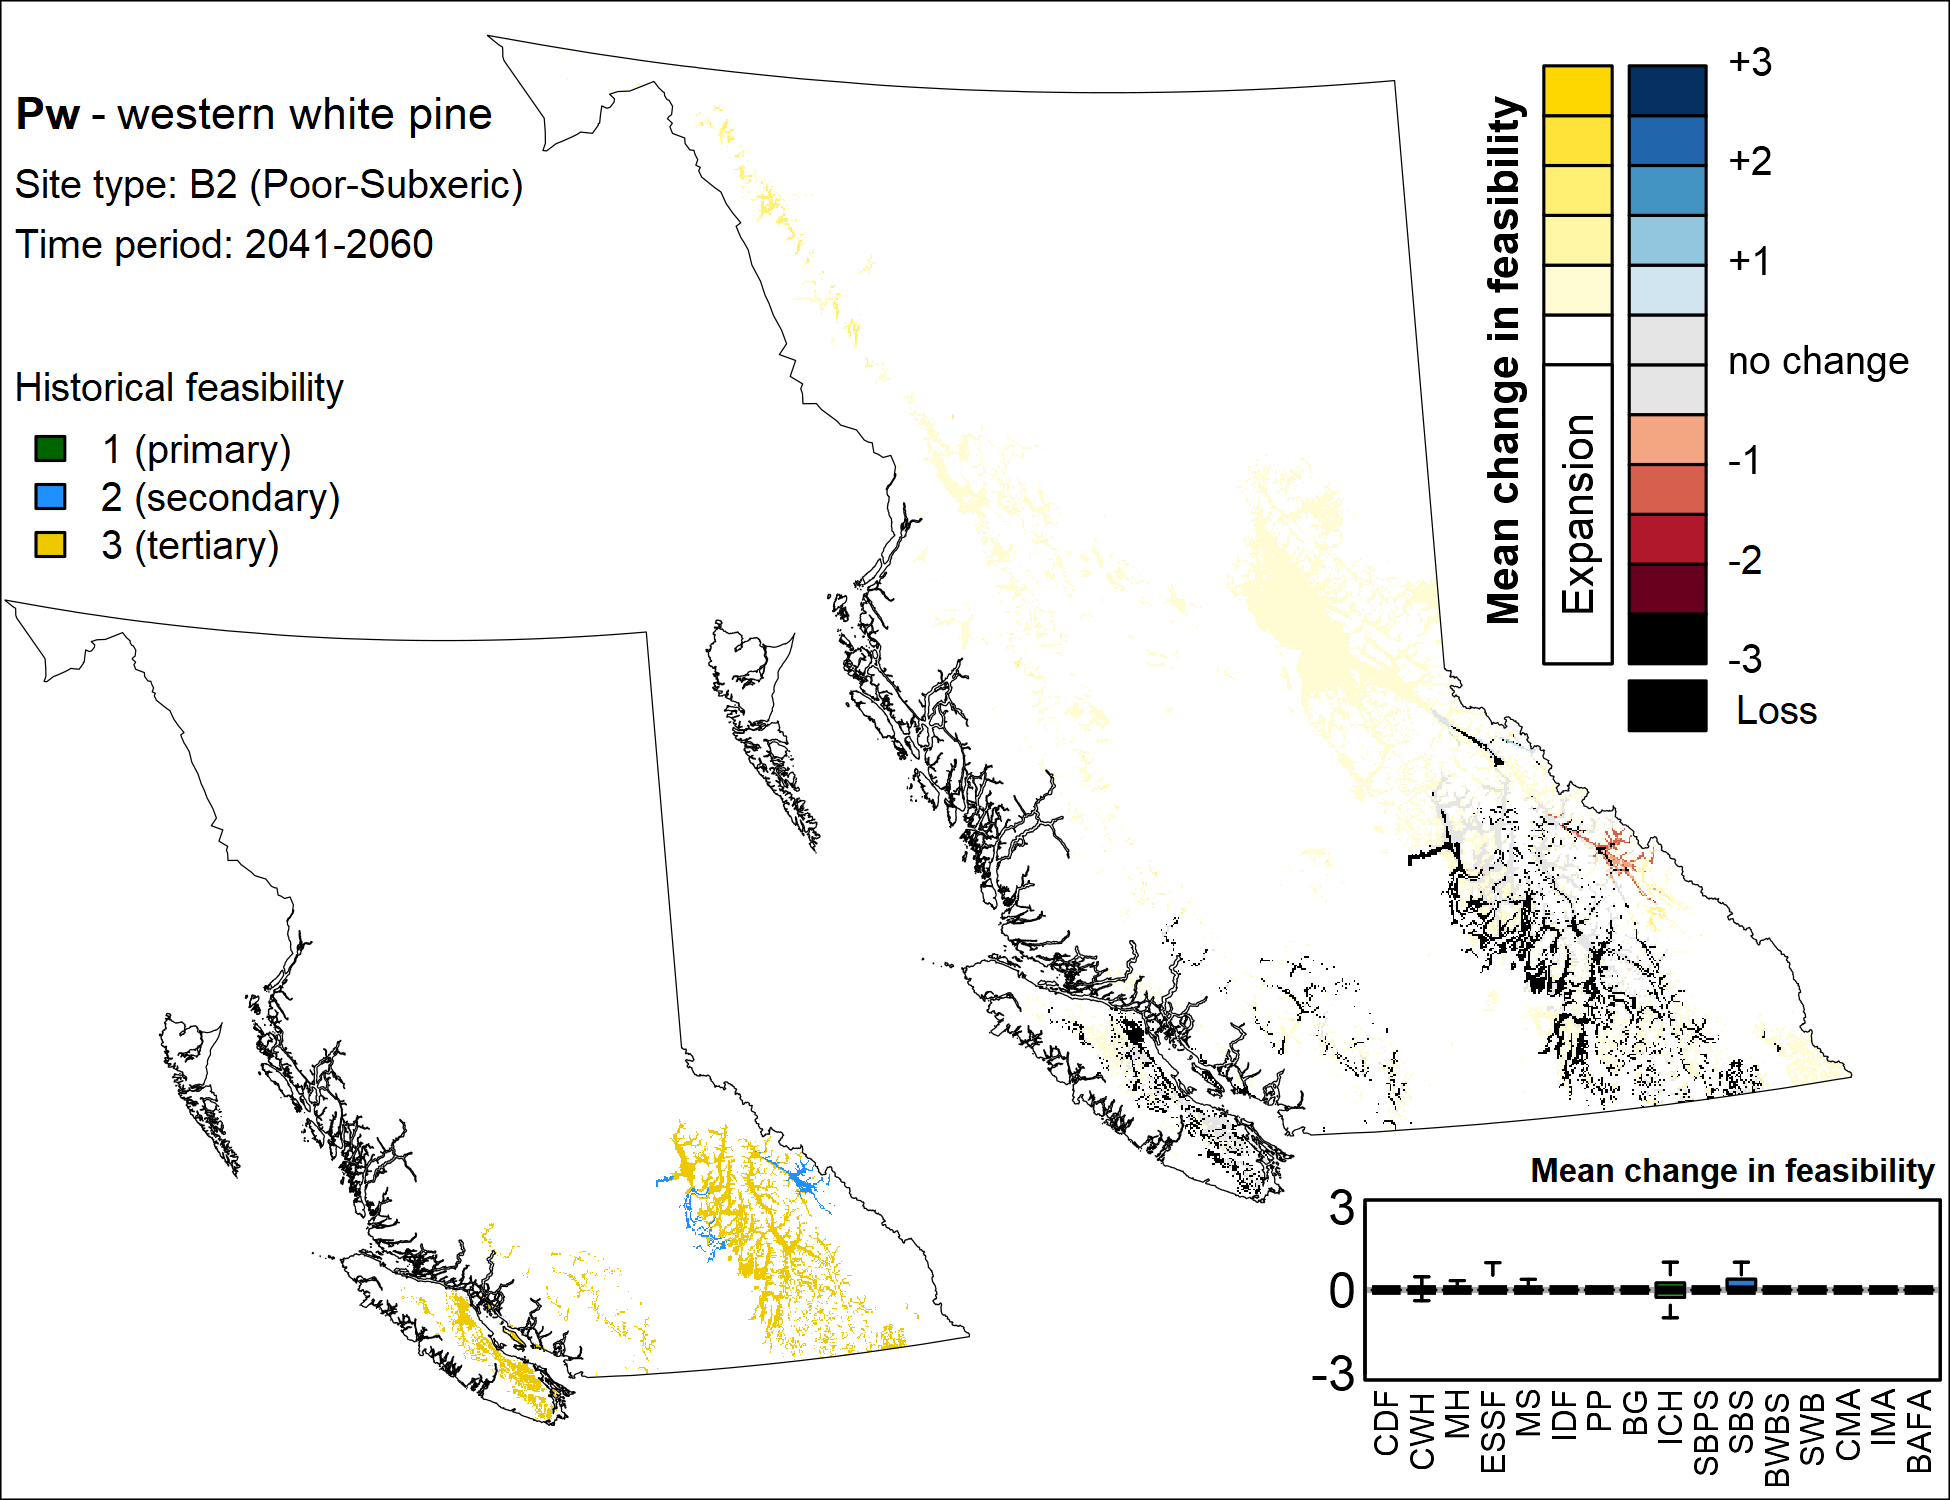 Pw - western white pine
Site type: B2 (Poor-Subxeric)
Time period: 2041-2060
Historical feasibility
1 (primary)
2 (secondary)
3 (tertiary)
Mean change in feasibility
Expansion
+3
+2
+1
no change
-1
-2
-3
Loss
Mean change in feasibility
3
0
-3
CDF
CWH
MH
ESSF
MS
IDF
PP
BG
ICH
SBPS
SBS
BWBS
SWB
CMA
IMA
BAFA